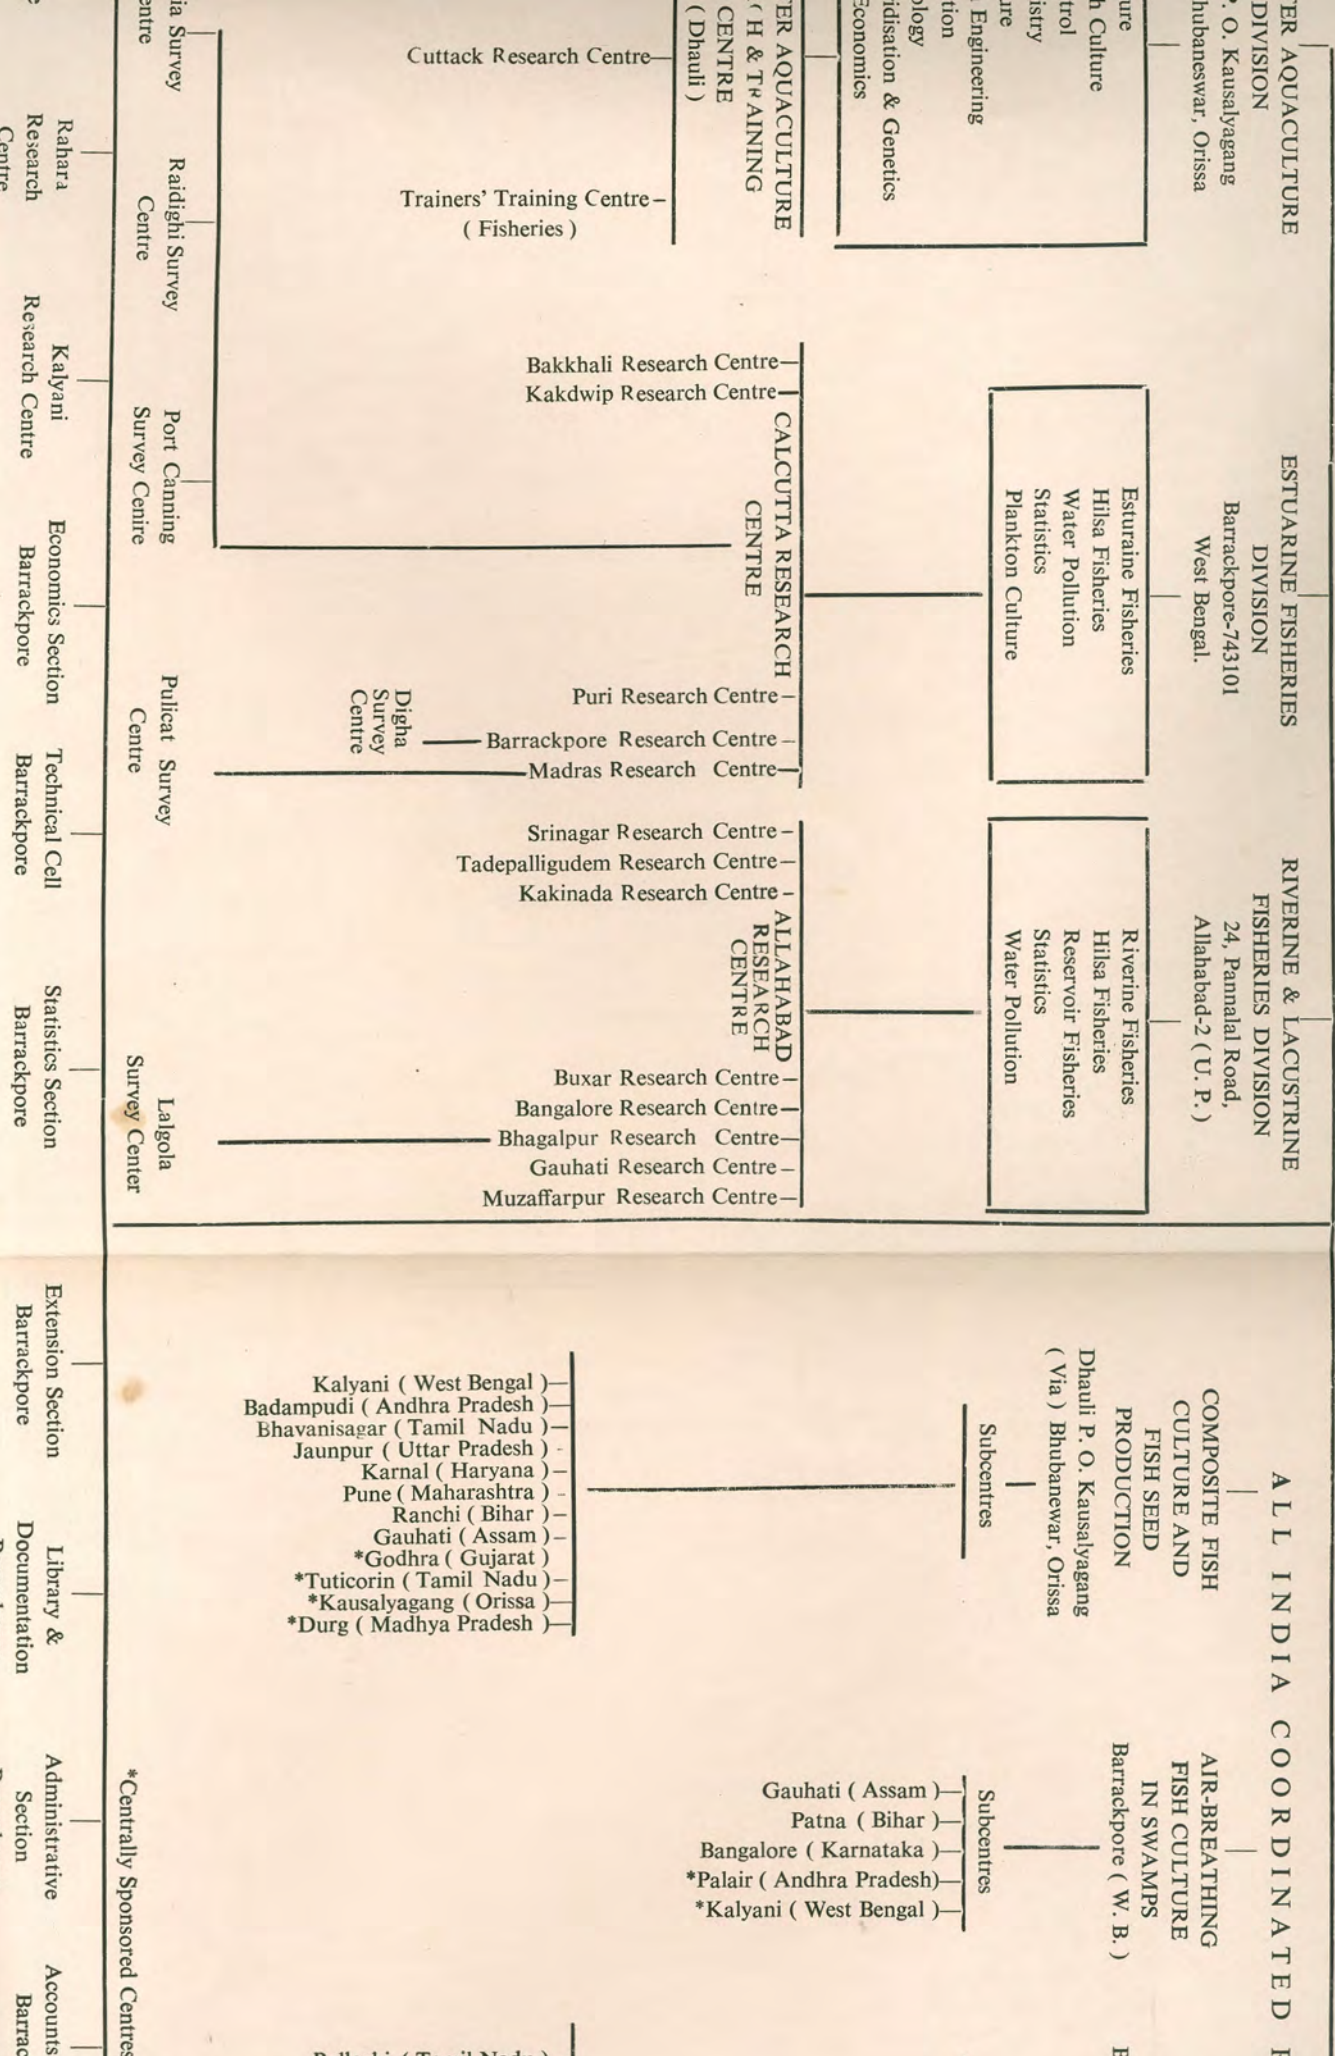 TER AQUACULTURE
DIVISION
P. O. Kausalyagang
hubaneswar, Orissa
ure
h Culture
trol
istry
ure
Engineering
tion
ology
idisation & Genetics
Economics
TER AQUACULTURE
H & TRAINING
CENTRE
( Dhauli )
Cuttack Research Centre
Trainers' Training Centre
( Fisheries )
ESTUARINE FISHERIES
DIVISION
Barrackpore-743101
West Bengal.
Esturaine Fisheries
Hilsa Fisheries
Water Pollution
Statistics
Plankton Culture
Bakkhali Research Centre
Kakdwip Research Centre
CALCUTTA RESEARCH
CENTRE
Puri Research Centre
Barrackpore Research Centre
Madras Research Centre
Digha
Survey
Centre
ia Survey
entre
Raidighi Survey
Centre
Port Canning
Survey Cenire
Pulicat Survey
Centre
RIVERINE & LACUSTRINE
FISHERIES DIVISION
24, Pannalal Road,
Allahabad-2 ( U. P. )
Riverine Fisheries
Hilsa Fisheries
Reservoir Fisheries
Statistics
Water Pollution
Srinagar Research Centre
Tadepalligudem Research Centre
Kakinada Research Centre
ALLAHABAD
RESEARCH
CENTRE
Buxar Research Centre
Bangalore Research Centre
Bhagalpur Research Centre
Gauhati Research Centre
Muzaffarpur Research Centre
Lalgola
Survey Center
ALL INDIA COORDINATED
COMPOSITE FISH
CULTURE AND
FISH SEED
PRODUCTION
Dhauli P. O. Kausalyagang
( Via ) Bhubanewar, Orissa
Subcentres
Kalyani ( West Bengal )
Badampudi ( Andhra Pradesh )
Bhavanisagar ( Tamil Nadu )
Jaunpur ( Uttar Pradesh )
Karnal ( Haryana )
Pune ( Maharashtra )
Ranchi ( Bihar )
Gauhati ( Assam )
*Godhra ( Gujarat )
*Tuticorin ( Tamil Nadu )
*Kausalyagang ( Orissa )
*Durg ( Madhya Pradesh )
AIR-BREATHING
FISH CULTURE
IN SWAMPS
Barrackpore ( W. B. )
Subcentres
Gauhati ( Assam )
Patna ( Bihar )
Bangalore ( Karnataka )
*Palair ( Andhra Pradesh)
*Kalyani ( West Bengal )
*Centrally Sponsored Centres
Rahara
Research
Centre
Kalyani
Research Centre
Economics Section
Barrackpore
Technical Cell
Barrackpore
Statistics Section
Barrackpore
Extension Section
Barrackpore
Library &
Documentation
Administrative
Section
Accounts
Barrac